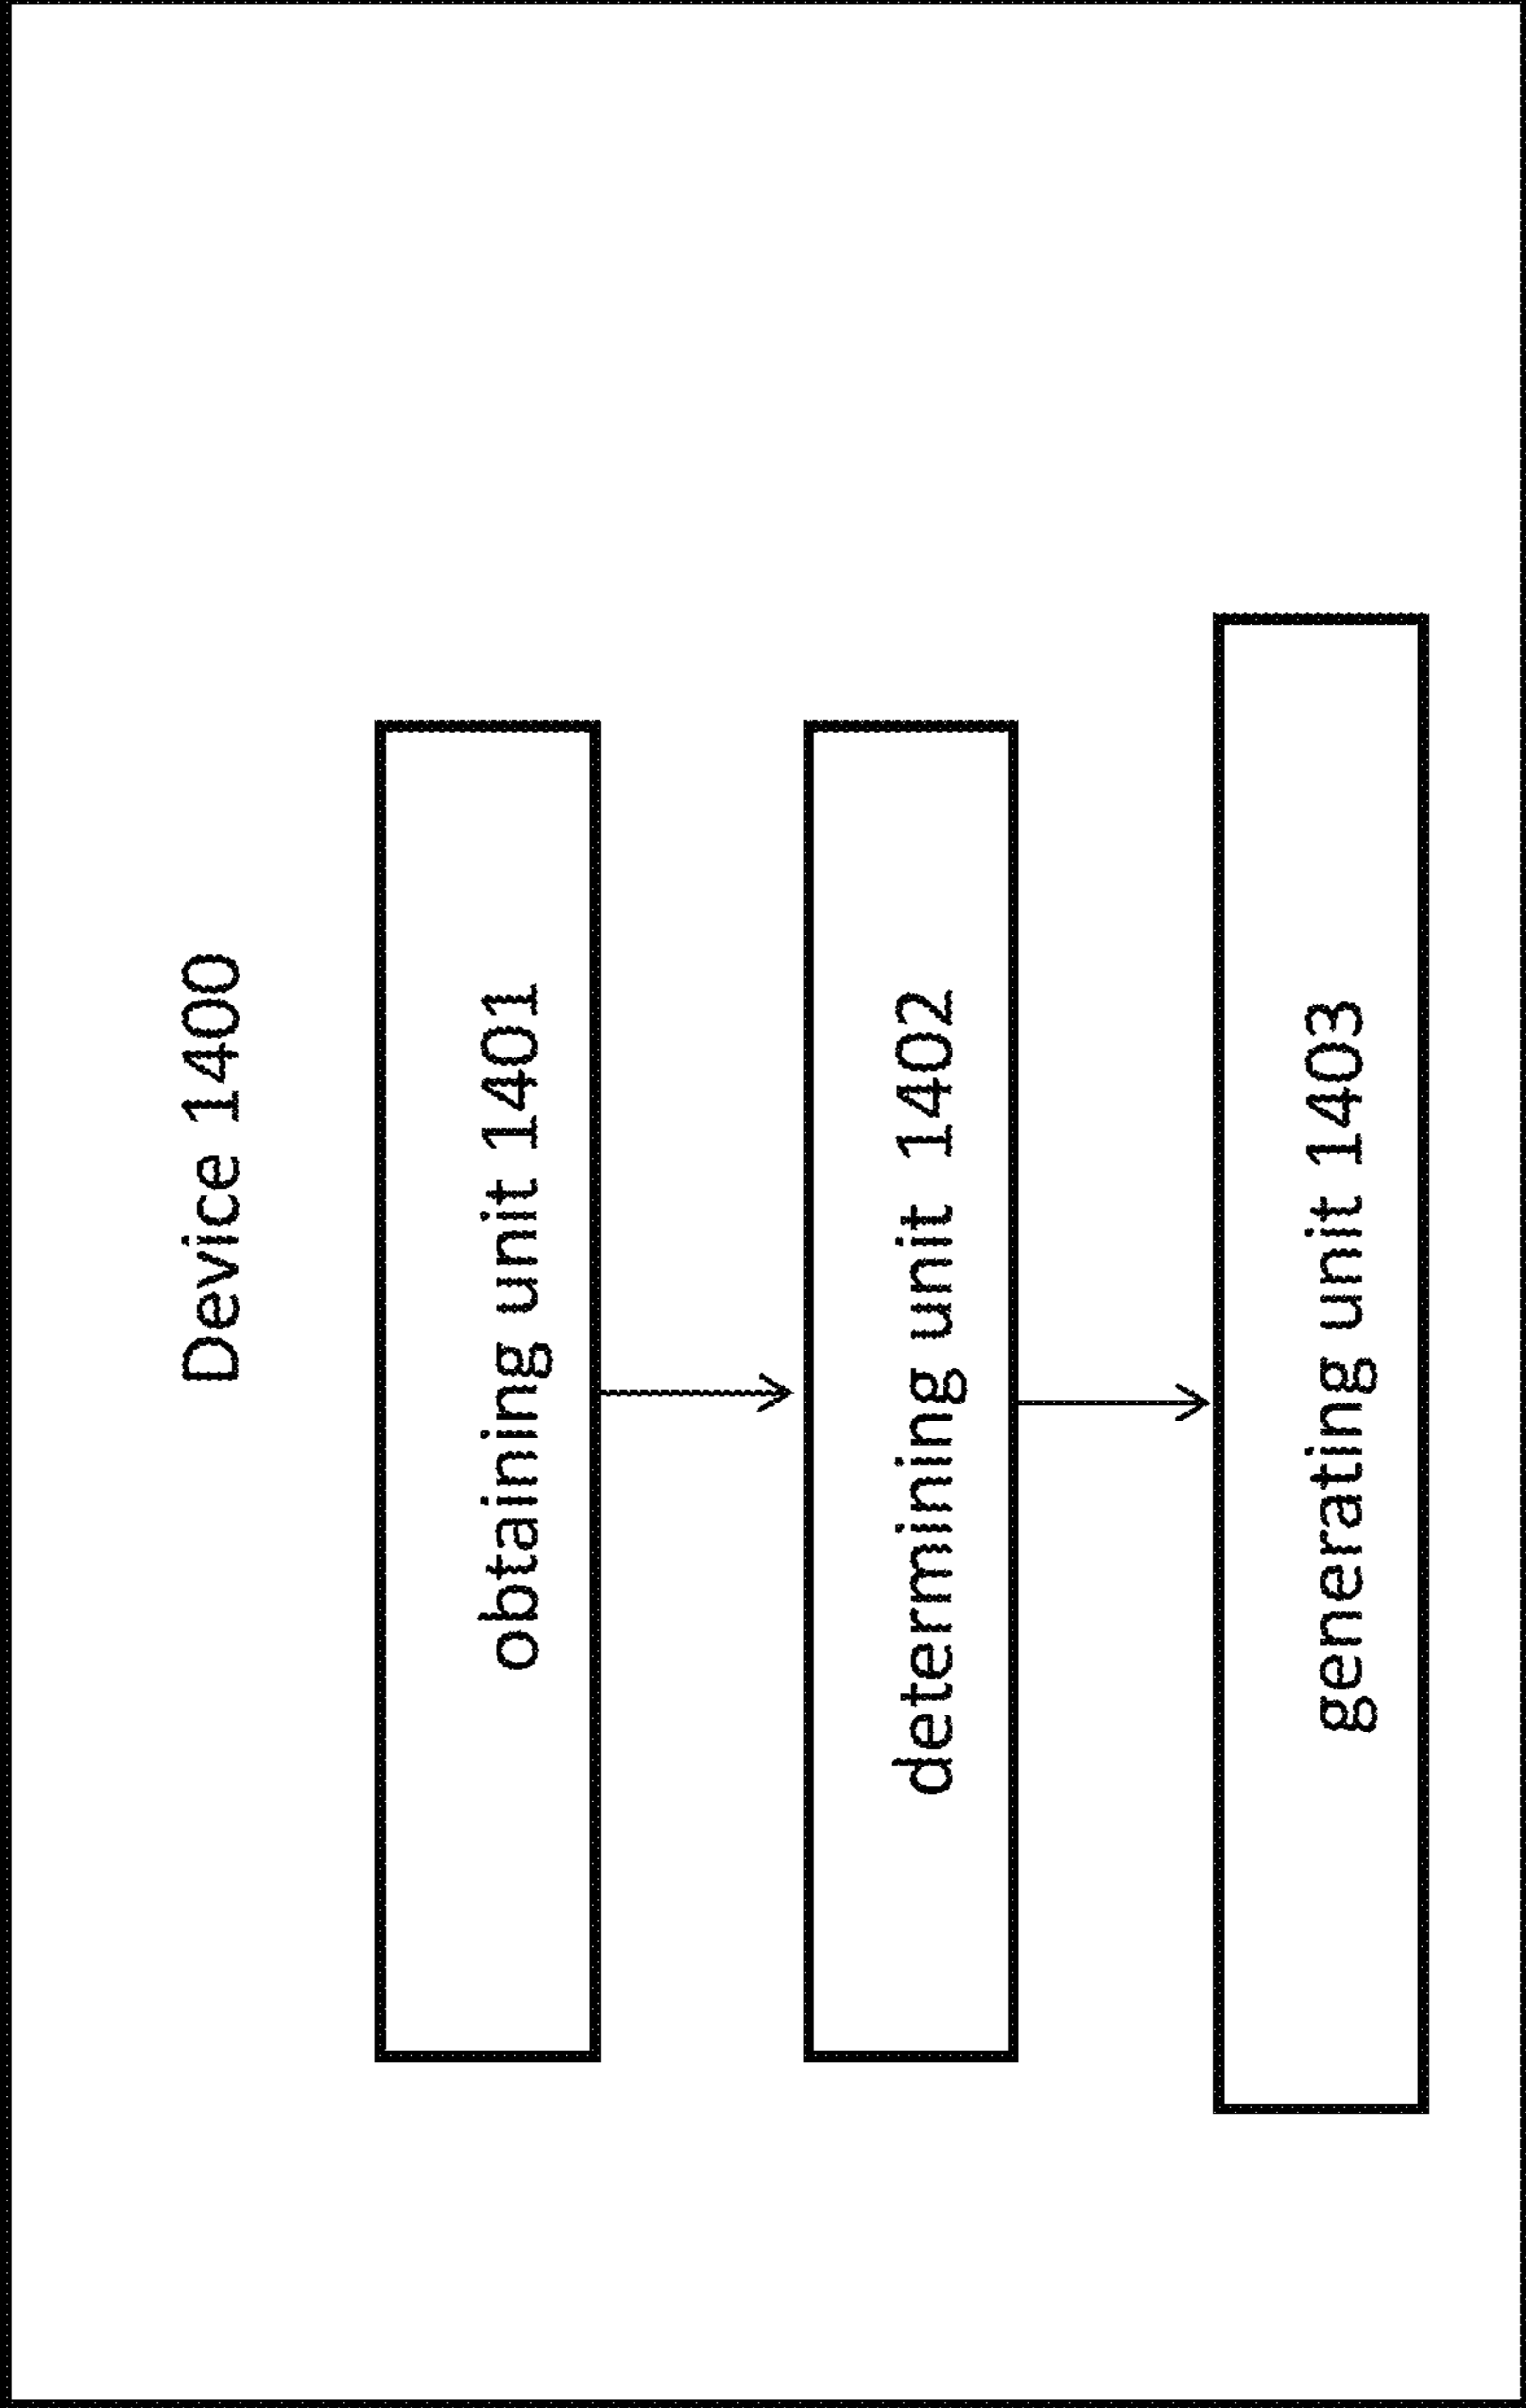 Device 1400
obtaining unit 1401
determining unit 1402
generating unit 1403